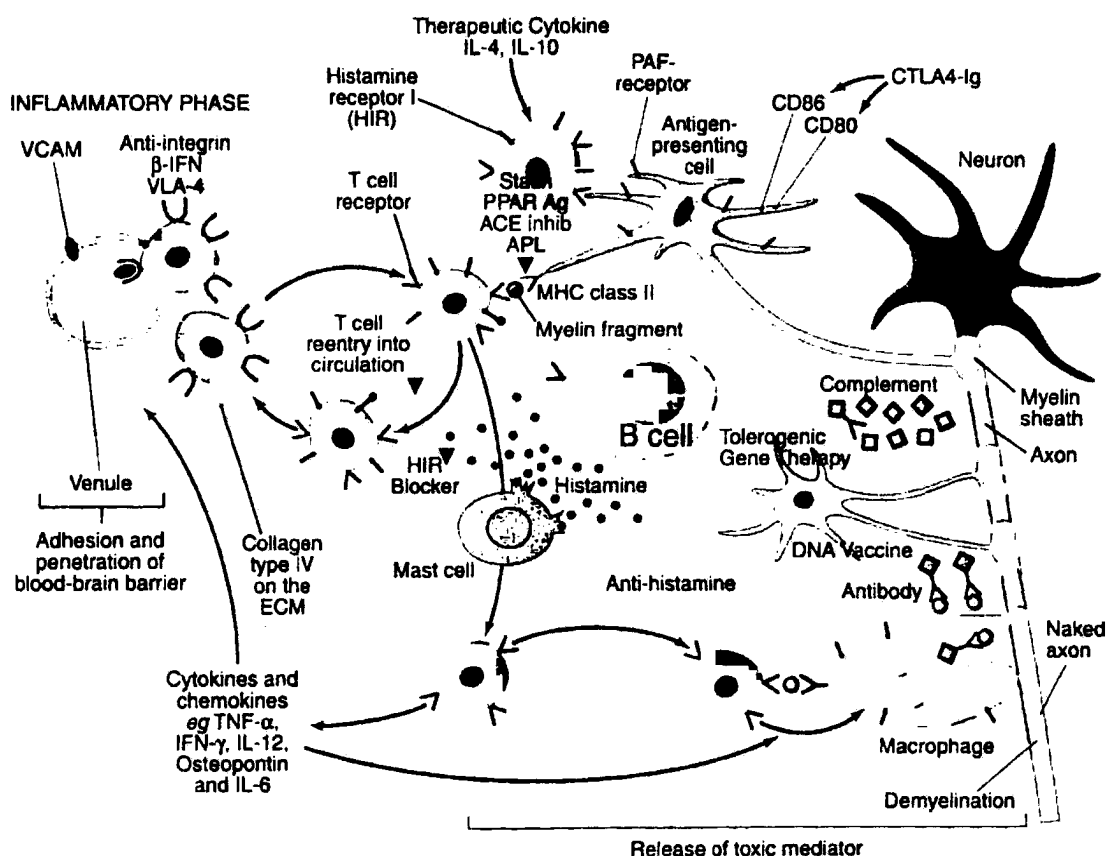 Therapeutic Cytokine
IL-4, IL-10
PAF-
receptor
CTLA4-Ig
Histamine
receptor I
(HIR)
CD86
CD80
INFLAMMATORY PHASE
Antigen-
presenting
cell
VCAM
Anti-integrin
β-IFN
VLA-4
Neuron
T cell
receptor
PPAR Ag
ACE inhib
APL
MHC class II
Myelin fragment
T cell
reentry into
circulation
Complement
Myelin
sheath
B cell
Tolerogenic
Gene Therapy
Axon
HIR
Blocker
Histamine
Venule
Adhesion and
penetration of
blood-brain barrier
Collagen
type IV
on the
ECM
Mast cell
DNA Vaccine
Anti-histamine
Antibody
Naked
axon
Cytokines and
chemokines
eg TNF-α,
IFN-γ, IL-12,
Osteopontin
and IL-6
Macrophage
Demyelination
Release of toxic mediator